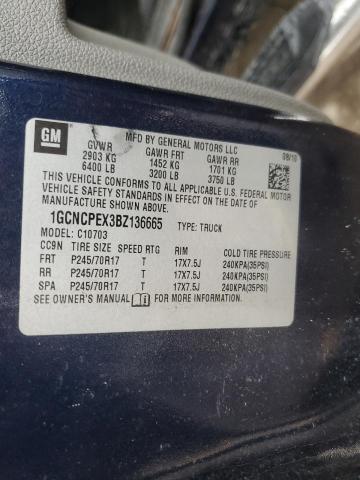 GM
MFD BY GENERAL MOTORS LLC
08/10
GVWR GAWR FRT GAWR RR
2903 KG 1452 KG 1701 KG
6400 LB 3200 LB 3750 LB
THIS VEHICLE CONFORMS TO ALL APPLICABLE U.S. FEDERAL MOTOR
VEHICLE SAFETY STANDARDS IN EFFECT ON THE DATE OF
MANUFACTURE SHOWN ABOVE.
1GCNCPEX3BZ136665 TYPE: TRUCK
MODEL: C10703
CC9N TIRE SIZE SPEED RTG RIM COLD TIRE PRESSURE
FRT P245/70R17 T 17X7.5J 240KPA(35PSI)
RR P245/70R17 T 17X7.5J 240KPA(35PSI)
SPA P245/70R17 T 17X7.5J 240KPA(35PSI)
SEE OWNER'S MANUAL FOR MORE INFORMATION.